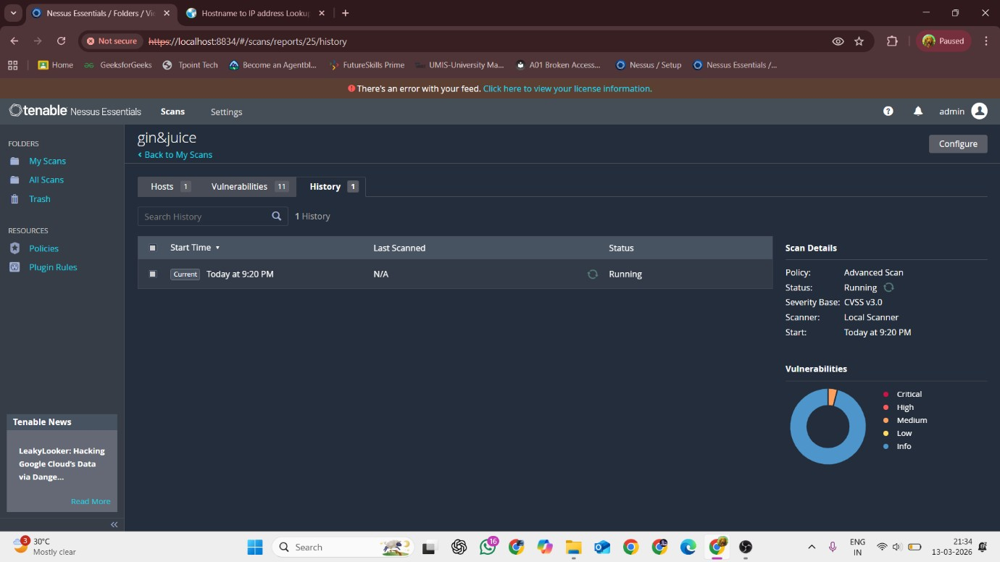 Nessus Essentials / Folders / Vi
Hostname to IP address Lookup
Not secure
https://localhost:8834/#/scans/reports/25/history
Paused
Home
GeeksforGeeks
Tpoint Tech
Become an Agentbl...
FutureSkills Prime
UMIS-University Ma...
A01 Broken Access...
Nessus / Setup
Nessus Essentials /...
There's an error with your feed. Click here to view your license information.
tenable Nessus Essentials
Scans
Settings
admin
FOLDERS
My Scans
All Scans
Trash
RESOURCES
Policies
Plugin Rules
Tenable News
LeakyLooker: Hacking
Google Cloud's Data
via Dange...
Read More
gin&juice
< Back to My Scans
Configure
Hosts 1
Vulnerabilities 11
History 1
Search History
1 History
Start Time
Last Scanned
Status
Current
Today at 9:20 PM
N/A
Running
Scan Details
Policy: Advanced Scan
Status: Running
Severity Base: CVSS v3.0
Scanner: Local Scanner
Start: Today at 9:20 PM
Vulnerabilities
Critical
High
Medium
Low
Info
3
30°C
Mostly clear
Search
16
ENG
IN
21:34
13-03-2026